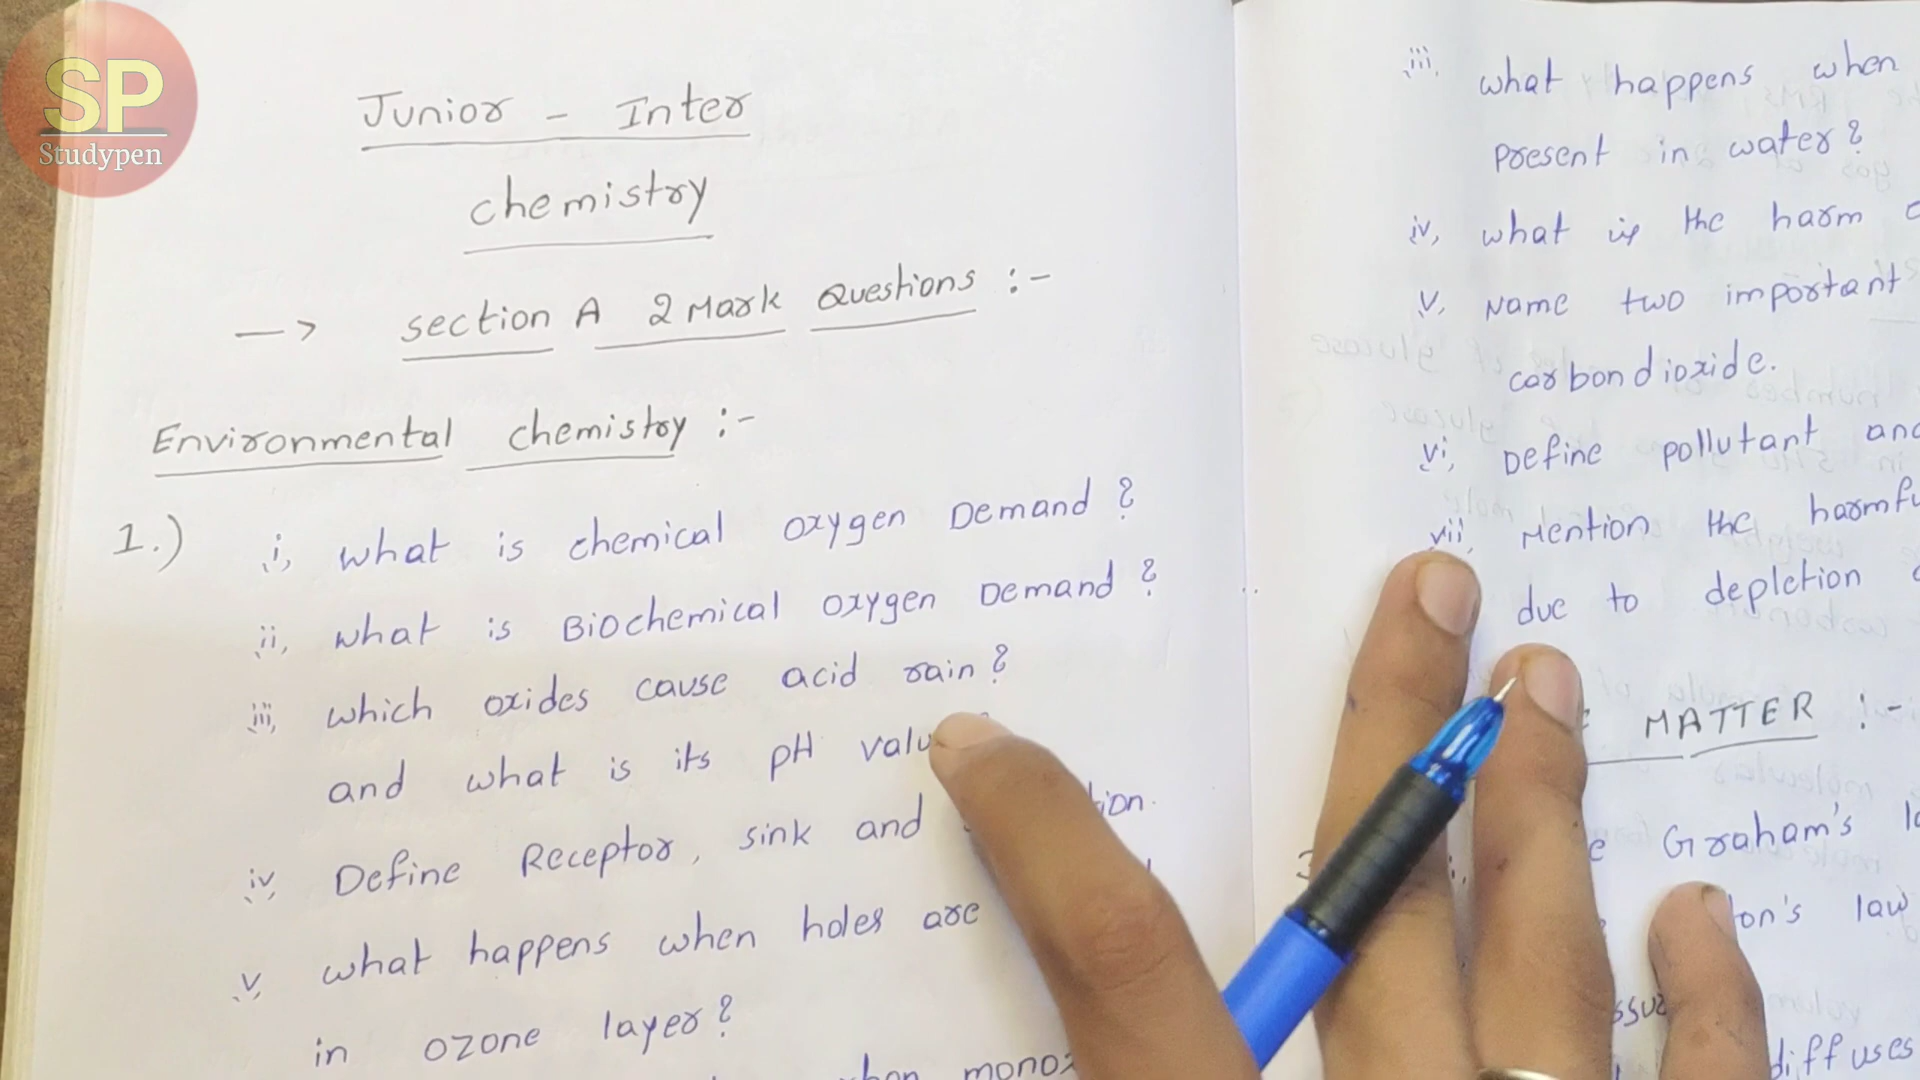 SP
Studypen
Junior - Inter
chemistry
—> section A 2 Mark Questions :-
Environmental chemistry :-
1.) i, what is chemical oxygen Demand?
ii, what is Biochemical oxygen Demand?
iii, which oxides cause acid rain?
and what is its pH
iv, Define Receptor, sink and
v, what happens when holes are
in ozone layer?
iii, what happens when
present in water?
iv, what is the harm
v, Name two important
carbondioxide.
vi, Define pollutant and
vii, Mention the
due to depletion
MATTER :-
Graham's
law
diffuses